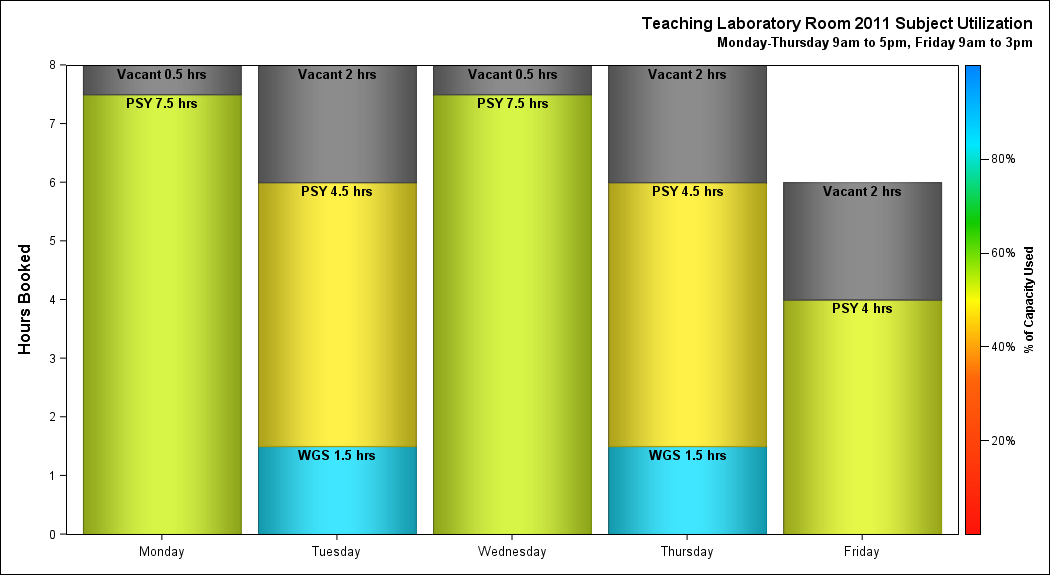 Teaching Laboratory Room 2011 Subject Utilization
Monday-Thursday 9am to 5pm, Friday 9am to 3pm
Hours Booked
8
7
6
5
4
3
2
1
0
Vacant 0.5 hrs
PSY 7.5 hrs
Vacant 2 hrs
PSY 4.5 hrs
WGS 1.5 hrs
Vacant 0.5 hrs
PSY 7.5 hrs
Vacant 2 hrs
PSY 4.5 hrs
WGS 1.5 hrs
Vacant 2 hrs
PSY 4 hrs
Monday
Tuesday
Wednesday
Thursday
Friday
80%
60%
40%
20%
% of Capacity Used